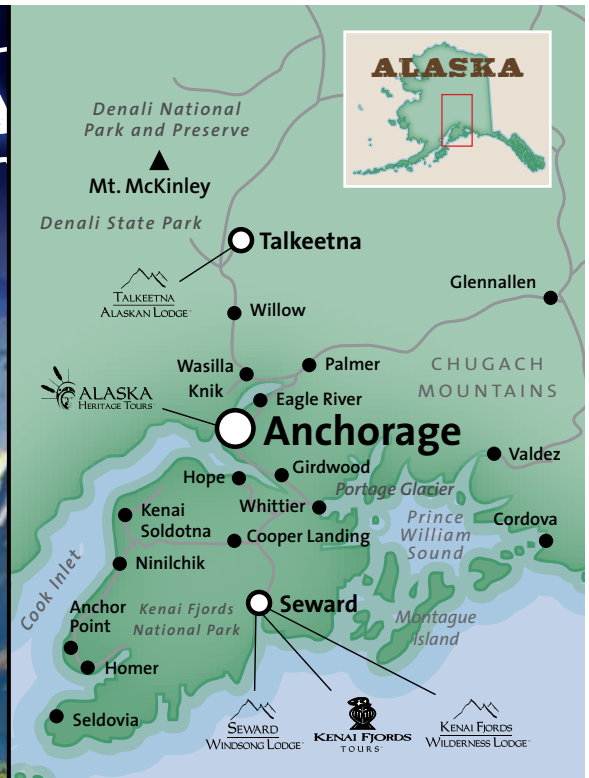 ALASKA
Denali National
Park and Preserve
Mt. McKinley
Denali State Park
Talkeetna
TALKEETNA
ALASKAN LODGE
Glennallen
Willow
Wasilla
Palmer
Knik
CHUGACH
MOUNTAINS
ALASKA
HERITAGE TOURS
Eagle River
Anchorage
Valdez
Hope
Girdwood
Portage Glacier
Whittier
Kenai
Soldotna
Prince
William
Sound
Cordova
Cooper Landing
Ninilchik
Cook Inlet
Anchor
Point
Kenai Fjords
National Park
Seward
Montague
Island
Homer
Seldovia
SEWARD
WINDSONG LODGE
KENAI FJORDS
TOURS
KENAI FJORDS
WILDERNESS LODGE